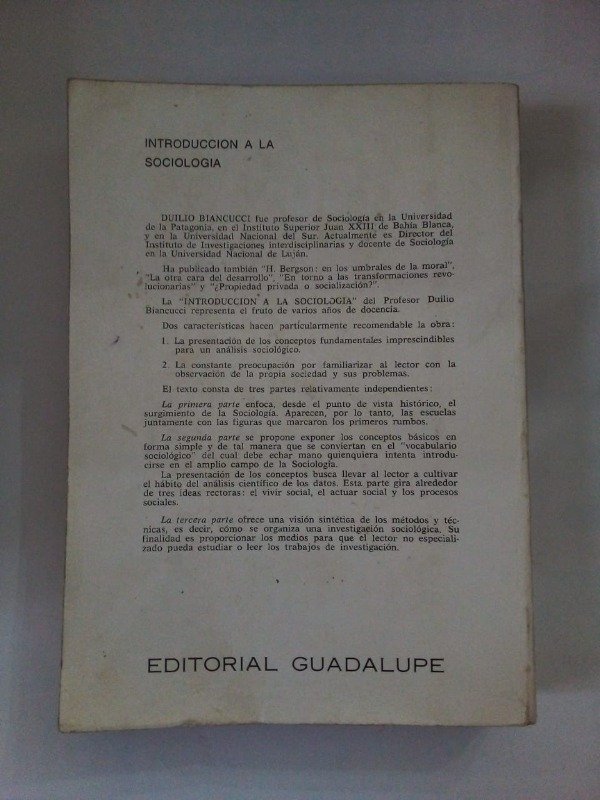 INTRODUCCION A LA
SOCIOLOGIA
DUILIO BIANCUCCI fue profesor de Sociología en la Universidad
de la Patagonia, en el Instituto Superior Juan XXIII de Bahía Blanca,
y en la Universidad Nacional del Sur. Actualmente es Director del
Instituto de Investigaciones interdisciplinarias y docente de Sociología
en la Universidad Nacional de Luján.
Ha publicado también "H. Bergson: en los umbrales de la moral",
"La otra cara del desarrollo", "En torno a las transformaciones revo-
lucionarias" y "¿Propiedad privada o socialización?"
La "INTRODUCCION A LA SOCIOLOGIA" del Profesor Duilio
Biancucci representa el fruto de varios años de docencia.
Dos características hacen particularmente recomendable la obra:
1. La presentación de los conceptos fundamentales imprescindibles
para un análisis sociológico.
2. La constante preocupación por familiarizar al lector con la
observación de la propia sociedad y sus problemas.
El texto consta de tres partes relativamente independientes:
La primera parte enfoca, desde el punto de vista histórico, el
surgimiento de la Sociología. Aparecen, por lo tanto, las escuelas
juntamente con las figuras que marcaron los primeros rumbos.
La segunda parte se propone exponer los conceptos básicos en
forma simple y de tal manera que se conviertan en el "vocabulario
sociológico" del cual debe echar mano quienquiera intenta introdu-
cirse en el amplio campo de la Sociología.
La presentación de los conceptos busca llevar al lector a cultivar
el hábito del análisis científico de los datos. Esta parte gira alrededor
de tres ideas rectoras: el vivir social, el actuar social y los procesos
sociales.
La tercera parte ofrece una visión sintética de los métodos y téc-
nicas, es decir, cómo se organiza una investigación sociológica. Su
finalidad es proporcionar los medios para que el lector no especiali-
zado pueda estudiar o leer los trabajos de investigación.
EDITORIAL GUADALUPE